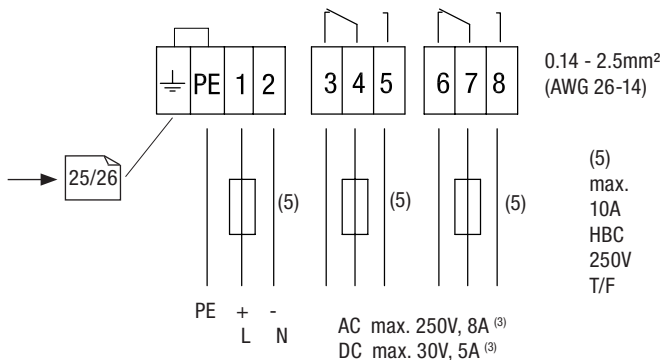 PE 1 2 3 4 5 6 7 8
0.14 - 2.5mm²
(AWG 26-14)
25/26
(5) (5) (5)
(5)
max.
10A
HBC
250V
T/F
PE + -
L N
AC max. 250V, 8A ⁽³⁾
DC max. 30V, 5A ⁽³⁾